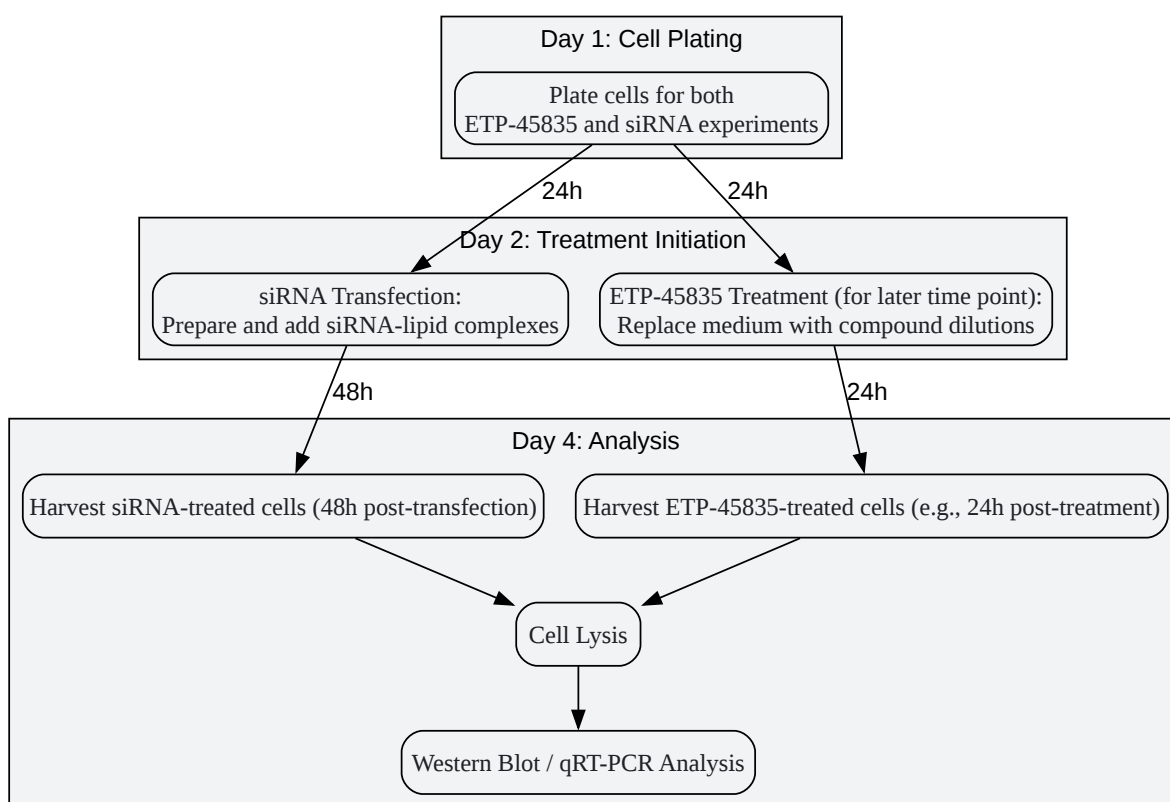 Day 1: Cell Plating
Plate cells for both
ETP-45835 and siRNA experiments
24h
24h
Day 2: Treatment Initiation
siRNA Transfection:
Prepare and add siRNA-lipid complexes
ETP-45835 Treatment (for later time point):
Replace medium with compound dilutions
48h
24h
Day 4: Analysis
Harvest siRNA-treated cells (48h post-transfection)
Harvest ETP-45835-treated cells (e.g., 24h post-treatment)
Cell Lysis
Western Blot / qRT-PCR Analysis